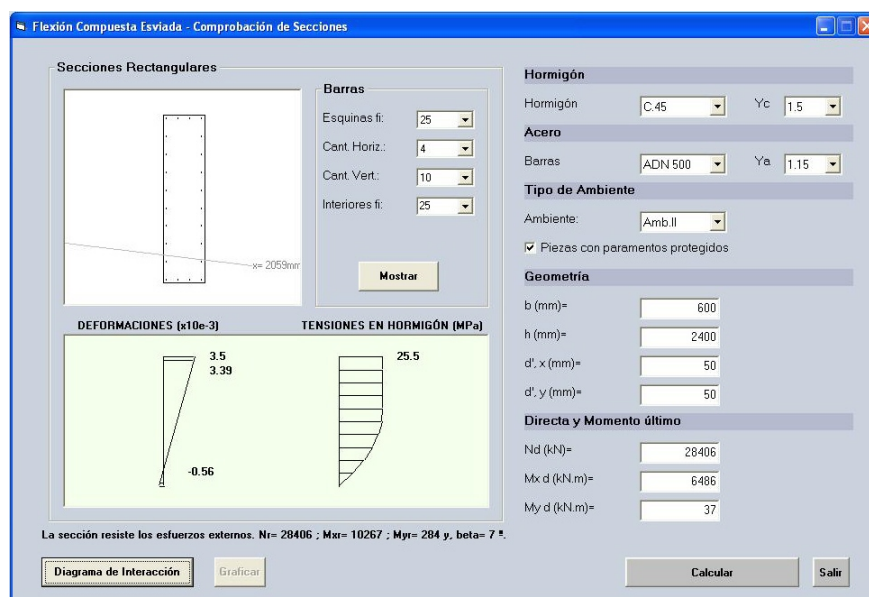 Flexión Compuesta Esviada - Comprobación de Secciones
Secciones Rectangulares
x= 2059mm
Barras
Esquinas fi: 25
Cant. Horiz.: 4
Cant. Vert.: 10
Interiores fi: 25
Mostrar
DEFORMACIONES (x10e-3) TENSIONES EN HORMIGÓN (MPa)
3.5 25.5
3.39
-0.56
Hormigón
Hormigón C.45 Yc 1.5
Acero
Barras ADN 500 Ya 1.15
Tipo de Ambiente
Ambiente: Amb.II
Piezas con paramentos protegidos
Geometría
b (mm)= 600
h (mm)= 2400
d', x (mm)= 50
d', y (mm)= 50
Directa y Momento último
Nd (kN)= 28406
Mx d (kN.m)= 6486
My d (kN.m)= 37
La sección resiste los esfuerzos externos. Nr= 28406 ; Mxr= 10267 ; Myr= 284 y, beta= 7 º.
Diagrama de Interacción Graficar Calcular Salir